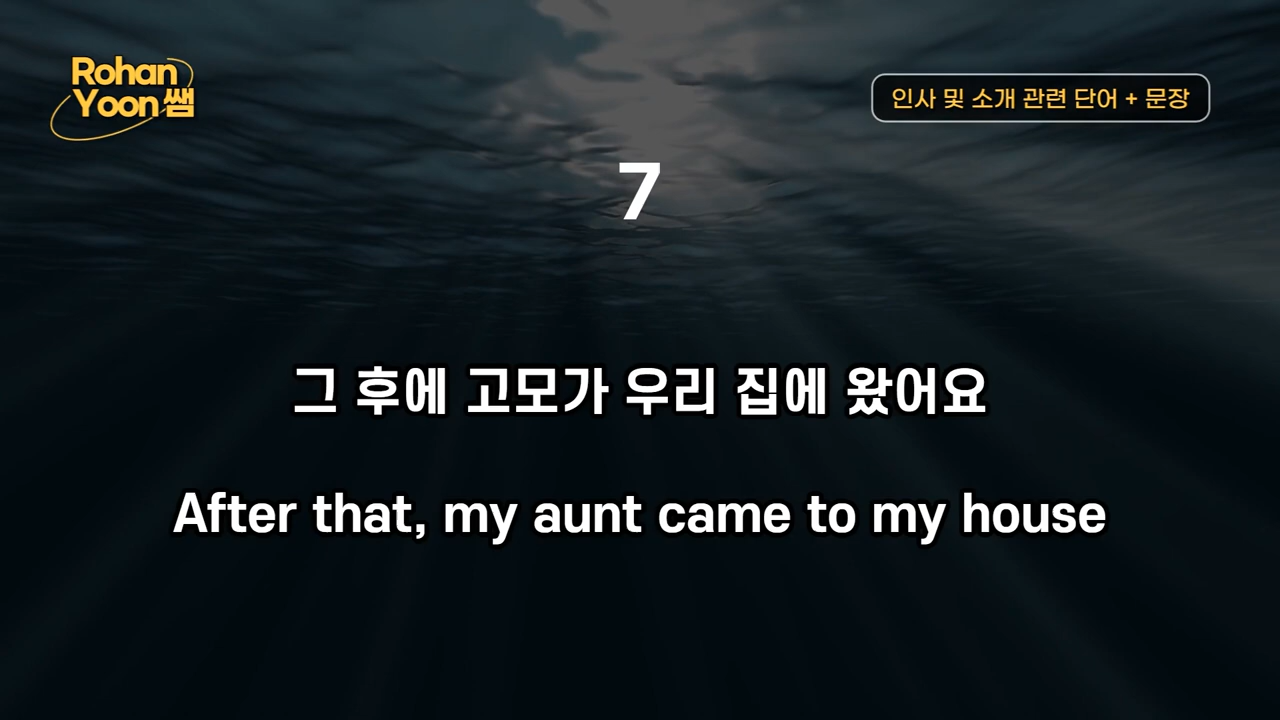 Rohan
Yoon쌤
인사 및 소개 관련 단어 + 문장
7
그 후에 고모가 우리 집에 왔어요
After that, my aunt came to my house